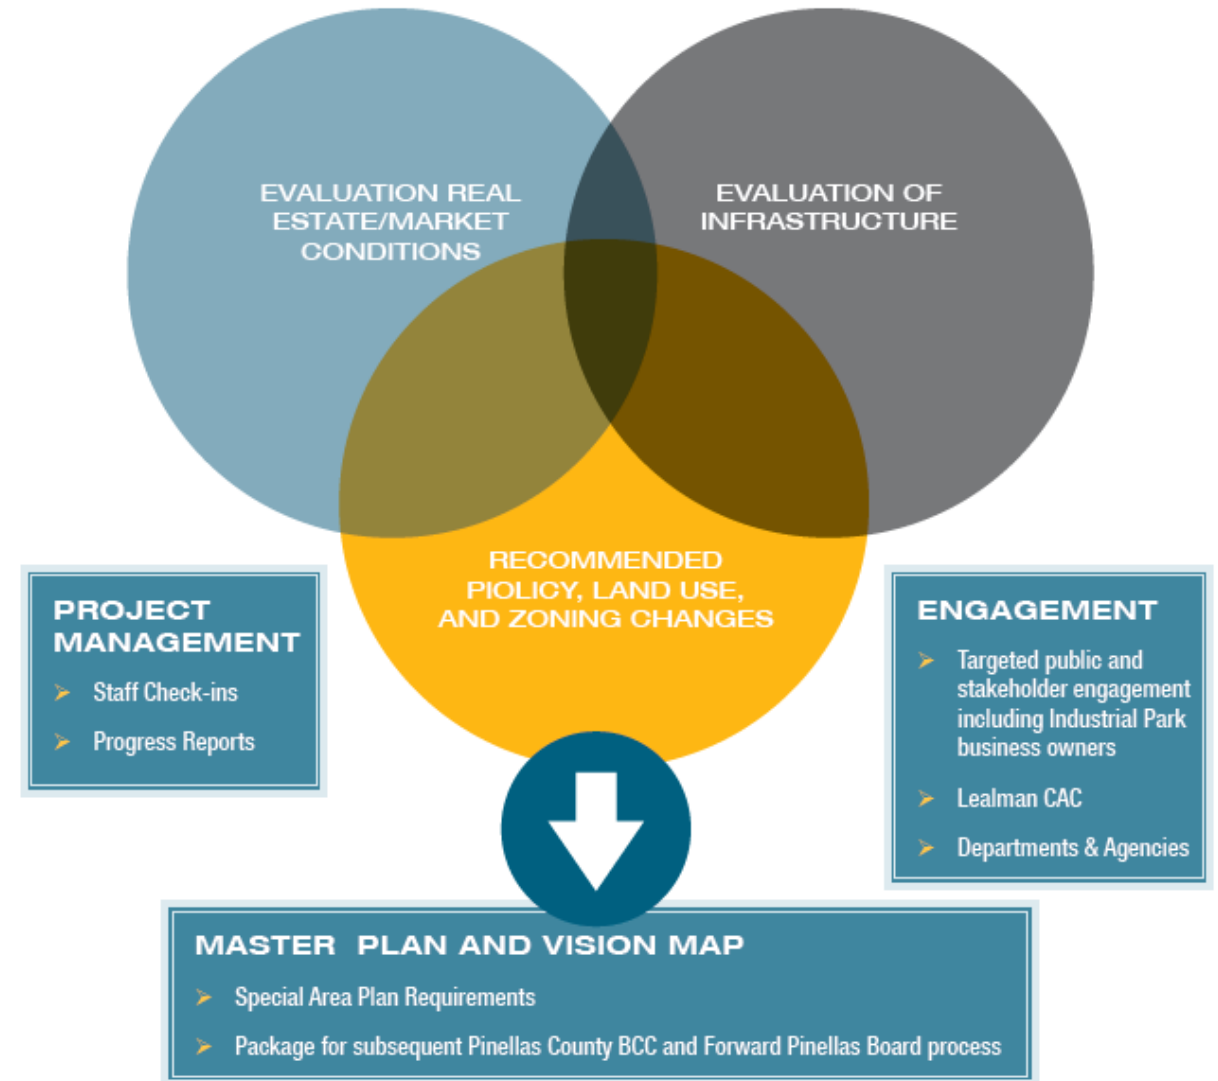 EVALUATION REAL
ESTATE/MARKET
CONDITIONS
EVALUATION OF
INFRASTRUCTURE
RECOMMENDED
PIOLICY, LAND USE,
AND ZONING CHANGES
PROJECT
MANAGEMENT
➢ Staff Check-ins
➢ Progress Reports
ENGAGEMENT
➢ Targeted public and
stakeholder engagement
including Industrial Park
business owners
➢ Lealman CAC
➢ Departments & Agencies
MASTER PLAN AND VISION MAP
➢ Special Area Plan Requirements
➢ Package for subsequent Pinellas County BCC and Forward Pinellas Board process